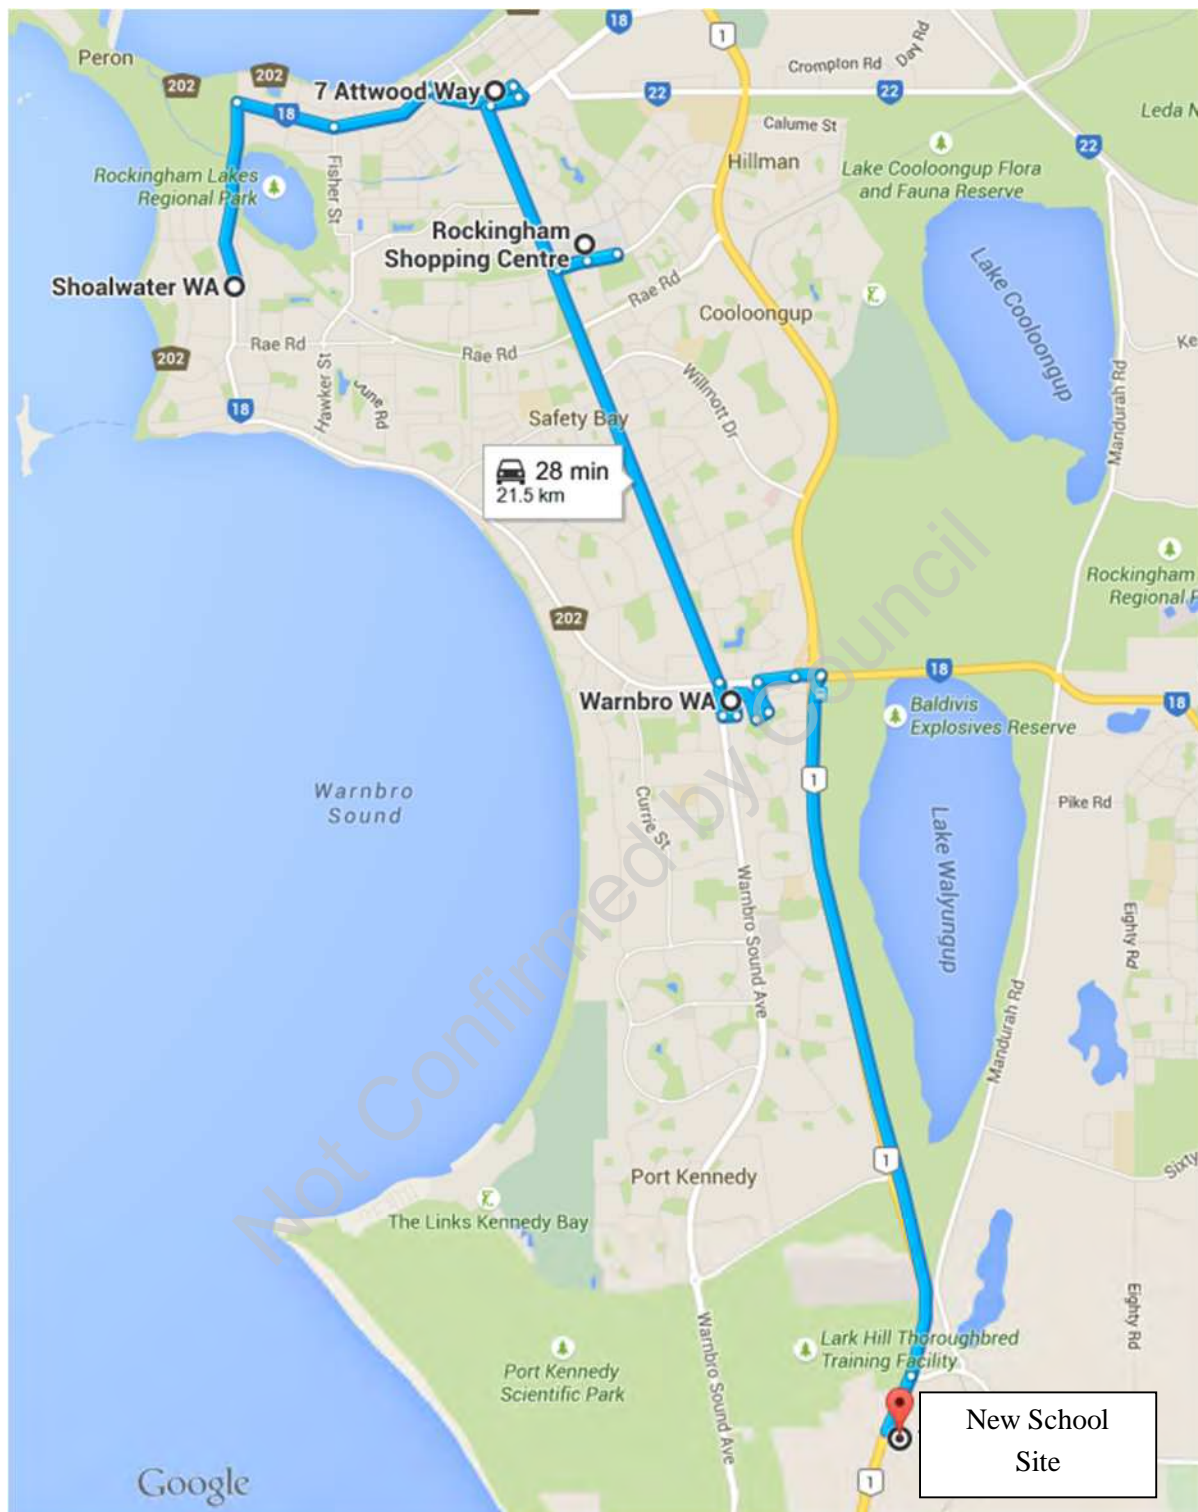 18
1
Peron
Crompton Rd
Day Rd
202
202
7 Attwood Way
22
22
18
Leda N
Calume St
22
Hillman
Lake Cooloongup Flora
and Fauna Reserve
Rockingham Lakes
Regional Park
Fisher St
Rockingham
Shopping Centre
Shoalwater WA
Rae Rd
Lake Cooloongup
Cooloongup
Rae Rd
Ke
202
Rae Rd
Mandurah Rd
Willmott Dr
Hawker St
18
Safety Bay
28 min
21.5 km
Rockingham
Regional P
202
18
Warnbro WA
Baldivis
Explosives Reserve
18
1
Warnbro
Sound
Pike Rd
Currie St
Lake Walyungup
Warnbro Sound Ave
Eighty Rd
Mandurah Rd
1
Port Kennedy
Sixty
The Links Kennedy Bay
Eighty Rd
Lark Hill Thoroughbred
Training Facility
Port Kennedy
Scientific Park
Warnbro Sound Ave
New School
Site
1
Google
Not Confirmed by Council